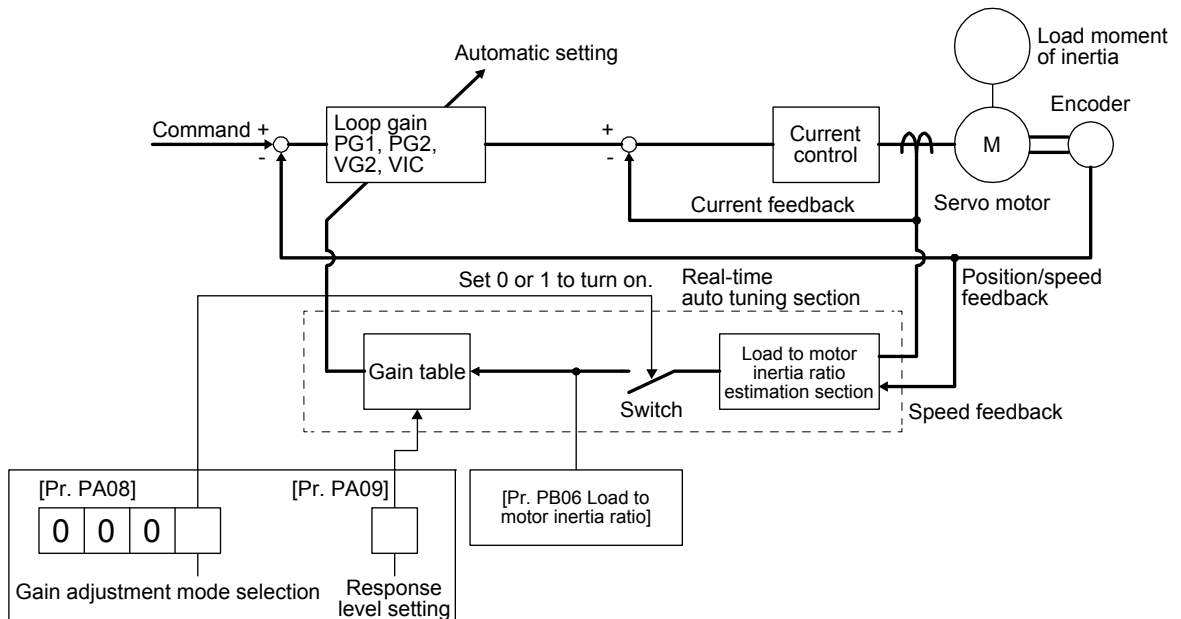 Load moment
of inertia
Automatic setting
Encoder
Command
+
-
Loop gain
PG1, PG2,
VG2, VIC
+
-
Current
control
M
Current feedback
Servo motor
Set 0 or 1 to turn on.
Real-time
auto tuning section
Position/speed
feedback
Gain table
Switch
Load to motor
inertia ratio
estimation section
Speed feedback
[Pr. PA08]
[Pr. PA09]
[Pr. PB06 Load to
motor inertia ratio]
0 0 0
Gain adjustment mode selection
Response
level setting